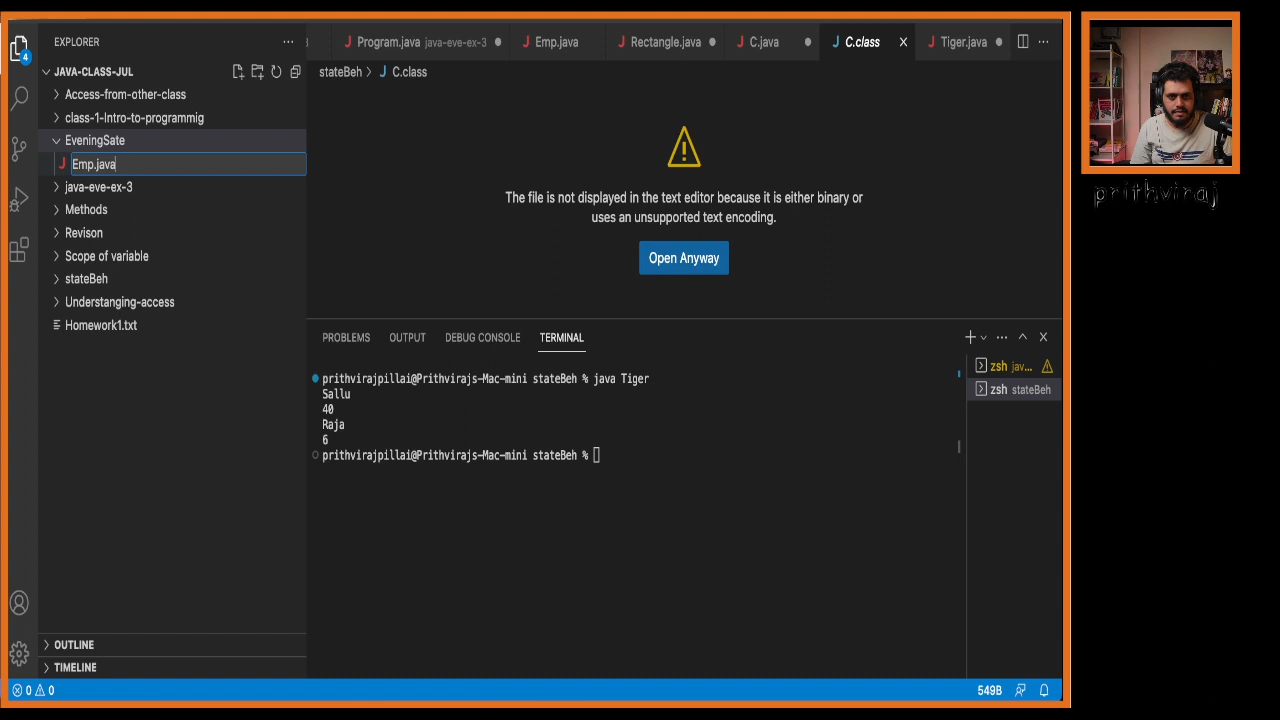 EXPLORER
Program.java java-eve-ex-3
Emp.java
Rectangle.java
C.java
C.class
Tiger.java
JAVA-CLASS-JUL
stateBeh
C.class
Access-from-other-class
class-1-Intro-to-programmig
EveningSate
Emp.java
java-eve-ex-3
Methods
Revison
Scope of variable
stateBeh
Understanging-access
Homework1.txt
The file is not displayed in the text editor because it is either binary or
uses an unsupported text encoding.
Open Anyway
PROBLEMS OUTPUT DEBUG CONSOLE TERMINAL
prithvirajpillai@Prithvirajs-Mac-mini stateBeh % java Tiger
Sallu
40
Raja
6
prithvirajpillai@Prithvirajs-Mac-mini stateBeh %
zsh jav...
zsh stateBeh
OUTLINE
TIMELINE
0 0
549B
4
prithviraj